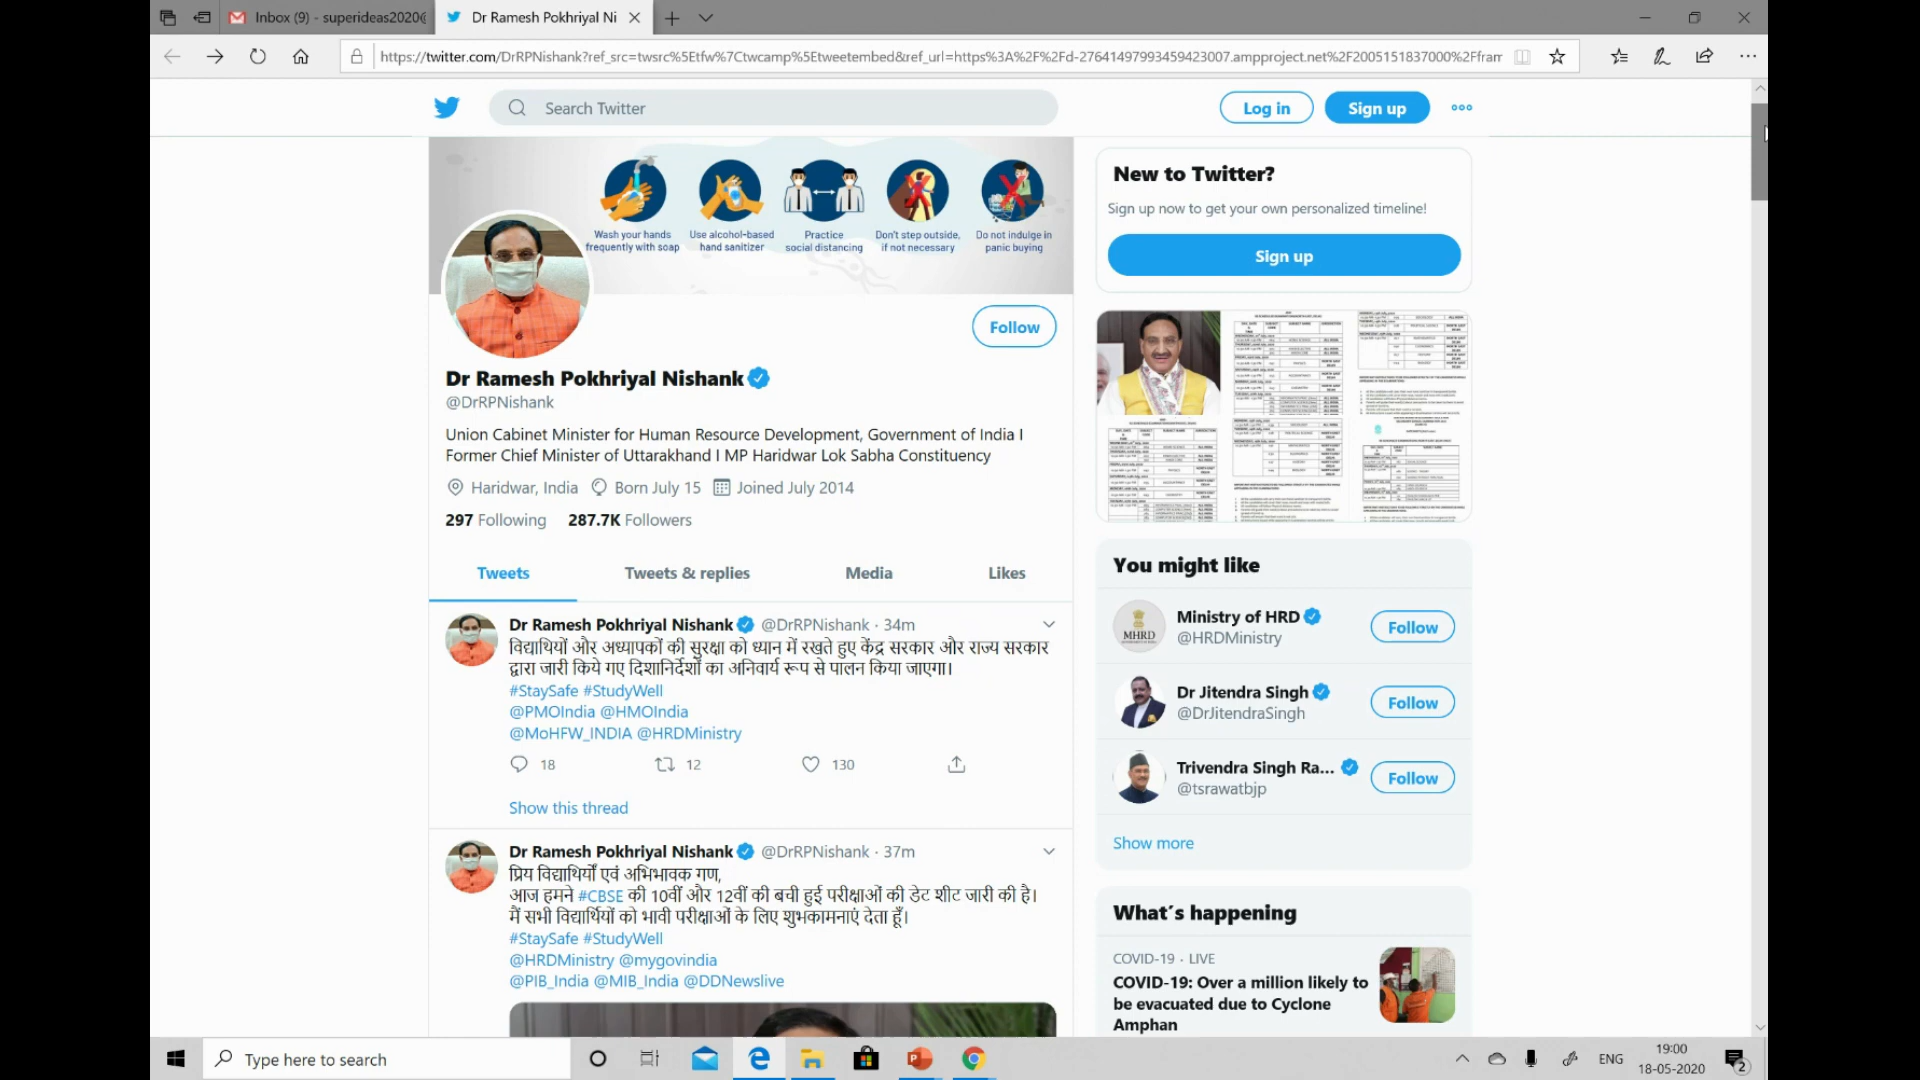 Inbox (9) - superideas2020@
Dr Ramesh Pokhriyal Ni
https://twitter.com/DrRPNishank?ref_src=twsrc%5Etfw%7Ctwcamp%5Etweetembed&ref_url=https%3A%2F%2Fd-27641497993459423007.ampproject.net%2F2005151837000%2Ffram
Search Twitter
Log in
Sign up
Wash your hands
frequently with soap
Use alcohol-based
hand sanitizer
Practice
social distancing
Don't step outside,
if not necessary
Do not indulge in
panic buying
Follow
Dr Ramesh Pokhriyal Nishank
@DrRPNishank
Union Cabinet Minister for Human Resource Development, Government of India I
Former Chief Minister of Uttarakhand I MP Haridwar Lok Sabha Constituency
Haridwar, India Born July 15 Joined July 2014
297 Following 287.7K Followers
Tweets Tweets & replies Media Likes
Dr Ramesh Pokhriyal Nishank @DrRPNishank · 34m
विद्यार्थियों और अध्यापकों की सुरक्षा को ध्यान में रखते हुए केंद्र सरकार और राज्य सरकार
द्वारा जारी किये गए दिशानिर्देशों का अनिवार्य रूप से पालन किया जाएगा।
#StaySafe #StudyWell
@PMOIndia @HMOIndia
@MoHFW_INDIA @HRDMinistry
18 12 130
Show this thread
Dr Ramesh Pokhriyal Nishank @DrRPNishank · 37m
प्रिय विद्यार्थियों एवं अभिभावक गण,
आज हमने #CBSE की 10वीं और 12वीं की बची हुई परीक्षाओं की डेट शीट जारी की है।
मैं सभी विद्यार्थियों को भावी परीक्षाओं के लिए शुभकामनाएं देता हूँ।
#StaySafe #StudyWell
@HRDMinistry @mygovindia
@PIB_India @MIB_India @DDNewslive
New to Twitter?
Sign up now to get your own personalized timeline!
Sign up
You might like
Ministry of HRD
@HRDMinistry
Follow
MHRD
Dr Jitendra Singh
@DrJitendraSingh
Follow
Trivendra Singh Ra...
@tsrawatbjp
Follow
Show more
What's happening
COVID-19 · LIVE
COVID-19: Over a million likely to
be evacuated due to Cyclone
Amphan
Type here to search
ENG
19:00
18-05-2020
2